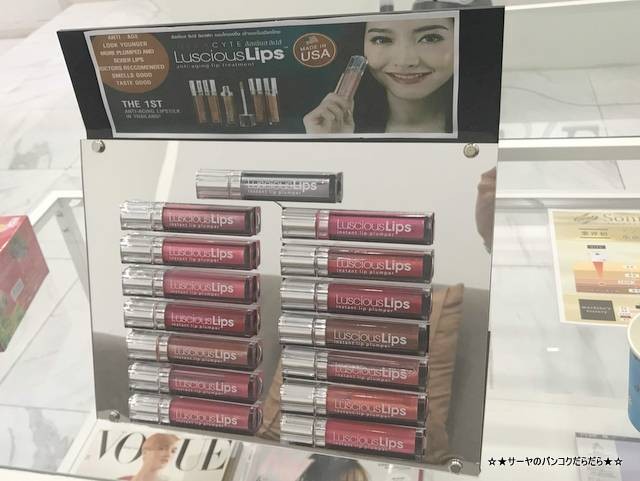 ANTI AGE
LOOK YOUNGER
MORE PLUMPED AND
SEXIER LIPS
DOCTORS RECCOMENDED
SMELLS GOOD
TASTE GOOD
THE 1ST
ANTI-AGING LIPSTICK
IN THAILAND!
CYTE
LusciousLips™
anti-aging lip treatment
MADE IN
USA
LusciousLips
instant lip plumper
LusciousLips
instant lip plumper
LusciousLips
instant lip plumper
LusciousLips
instant lip plumper
LusciousLips
instant lip plumper
LusciousLips
instant lip plumper
LusciousLips
instant lip plumper
LusciousLips
instant lip plumper
LusciousLips
instant lip plumper
LusciousLips
instant lip plumper
LusciousLips
instant lip plumper
LusciousLips
instant lip plumper
LusciousLips
instant lip plumper
LusciousLips
instant lip plumper
LusciousLips
instant lip plumper
VOGUE
☆★サーヤのバンコクだらだら★☆